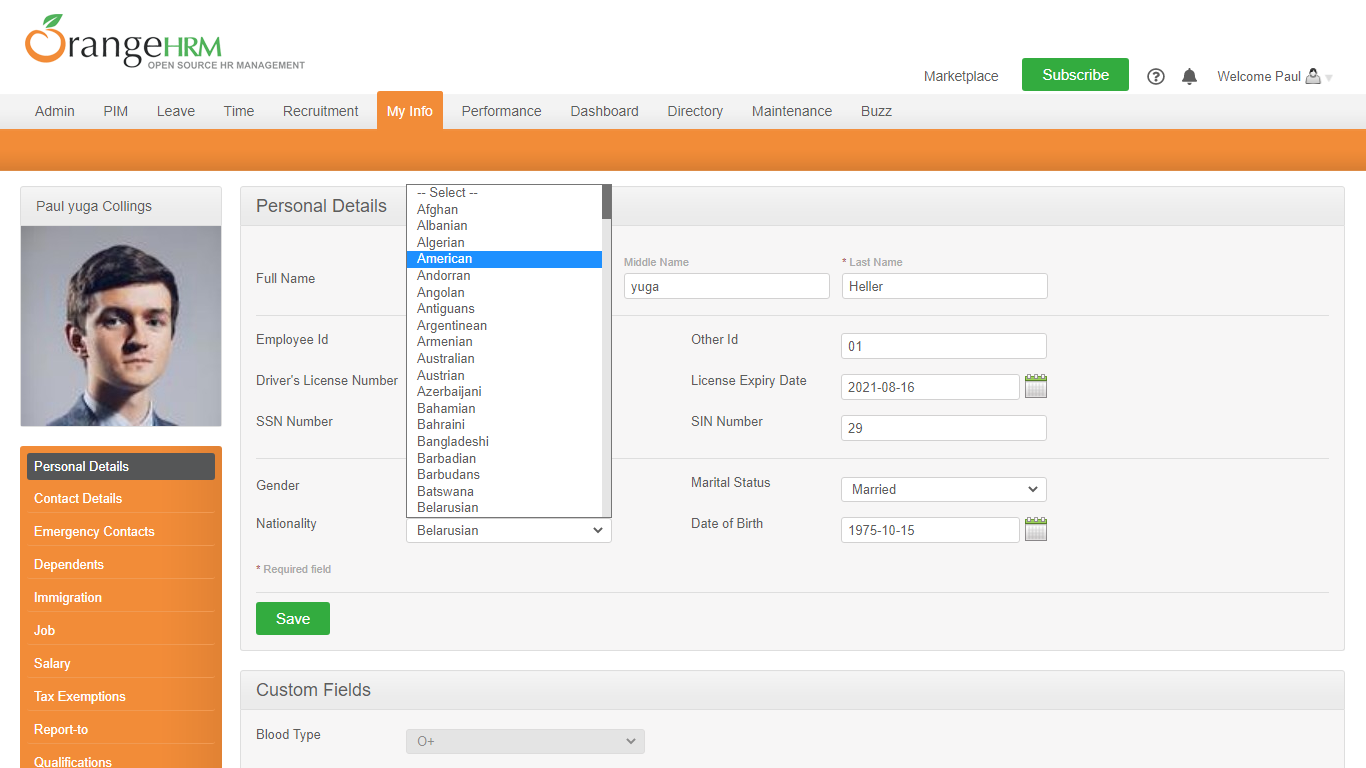 OrangeHRM
OPEN SOURCE HR MANAGEMENT
Marketplace
Subscribe
?
Welcome Paul
Admin PIM Leave Time Recruitment My Info Performance Dashboard Directory Maintenance Buzz
Paul yuga Collings
Personal Details
Contact Details
Emergency Contacts
Dependents
Immigration
Job
Salary
Tax Exemptions
Report-to
Qualifications
Personal Details
Full Name
Middle Name
* Last Name
yuga
Heller
Employee Id
Other Id
01
Driver's License Number
License Expiry Date
2021-08-16
SSN Number
SIN Number
29
Gender
Marital Status
Married
Nationality
-- Select --
Afghan
Albanian
Algerian
American
Andorran
Angolan
Antiguans
Argentinean
Armenian
Australian
Austrian
Azerbaijani
Bahamian
Bahraini
Bangladeshi
Barbadian
Barbudans
Batswana
Belarusian
Belarusian
Date of Birth
1975-10-15
* Required field
Save
Custom Fields
Blood Type
O+